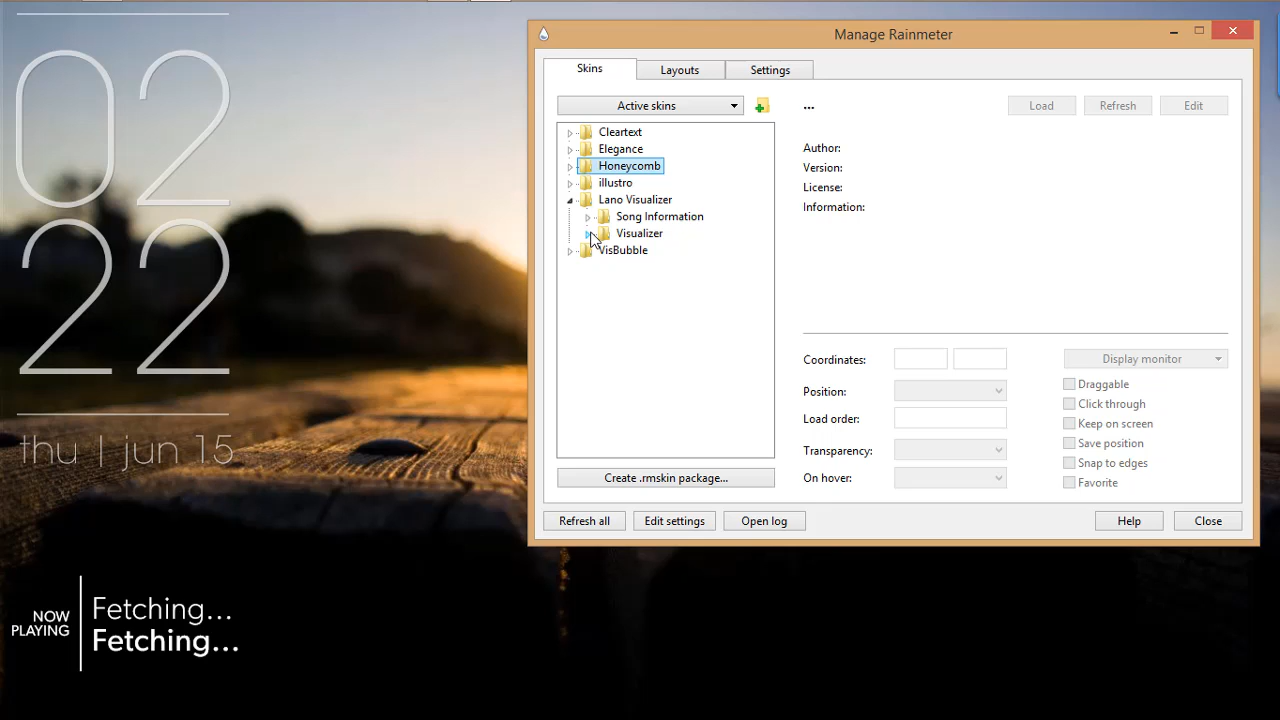 02
22
thu | jun 15
NOW
PLAYING
Fetching...
Fetching...
Manage Rainmeter
Skins
Layouts
Settings
Active skins
Cleartext
Elegance
Honeycomb
illustro
Lano Visualizer
Song Information
Visualizer
VisBubble
Create .rmskin package...
...
Load
Refresh
Edit
Author:
Version:
License:
Information:
Coordinates:
Position:
Load order:
Transparency:
On hover:
Display monitor
Draggable
Click through
Keep on screen
Save position
Snap to edges
Favorite
Refresh all
Edit settings
Open log
Help
Close